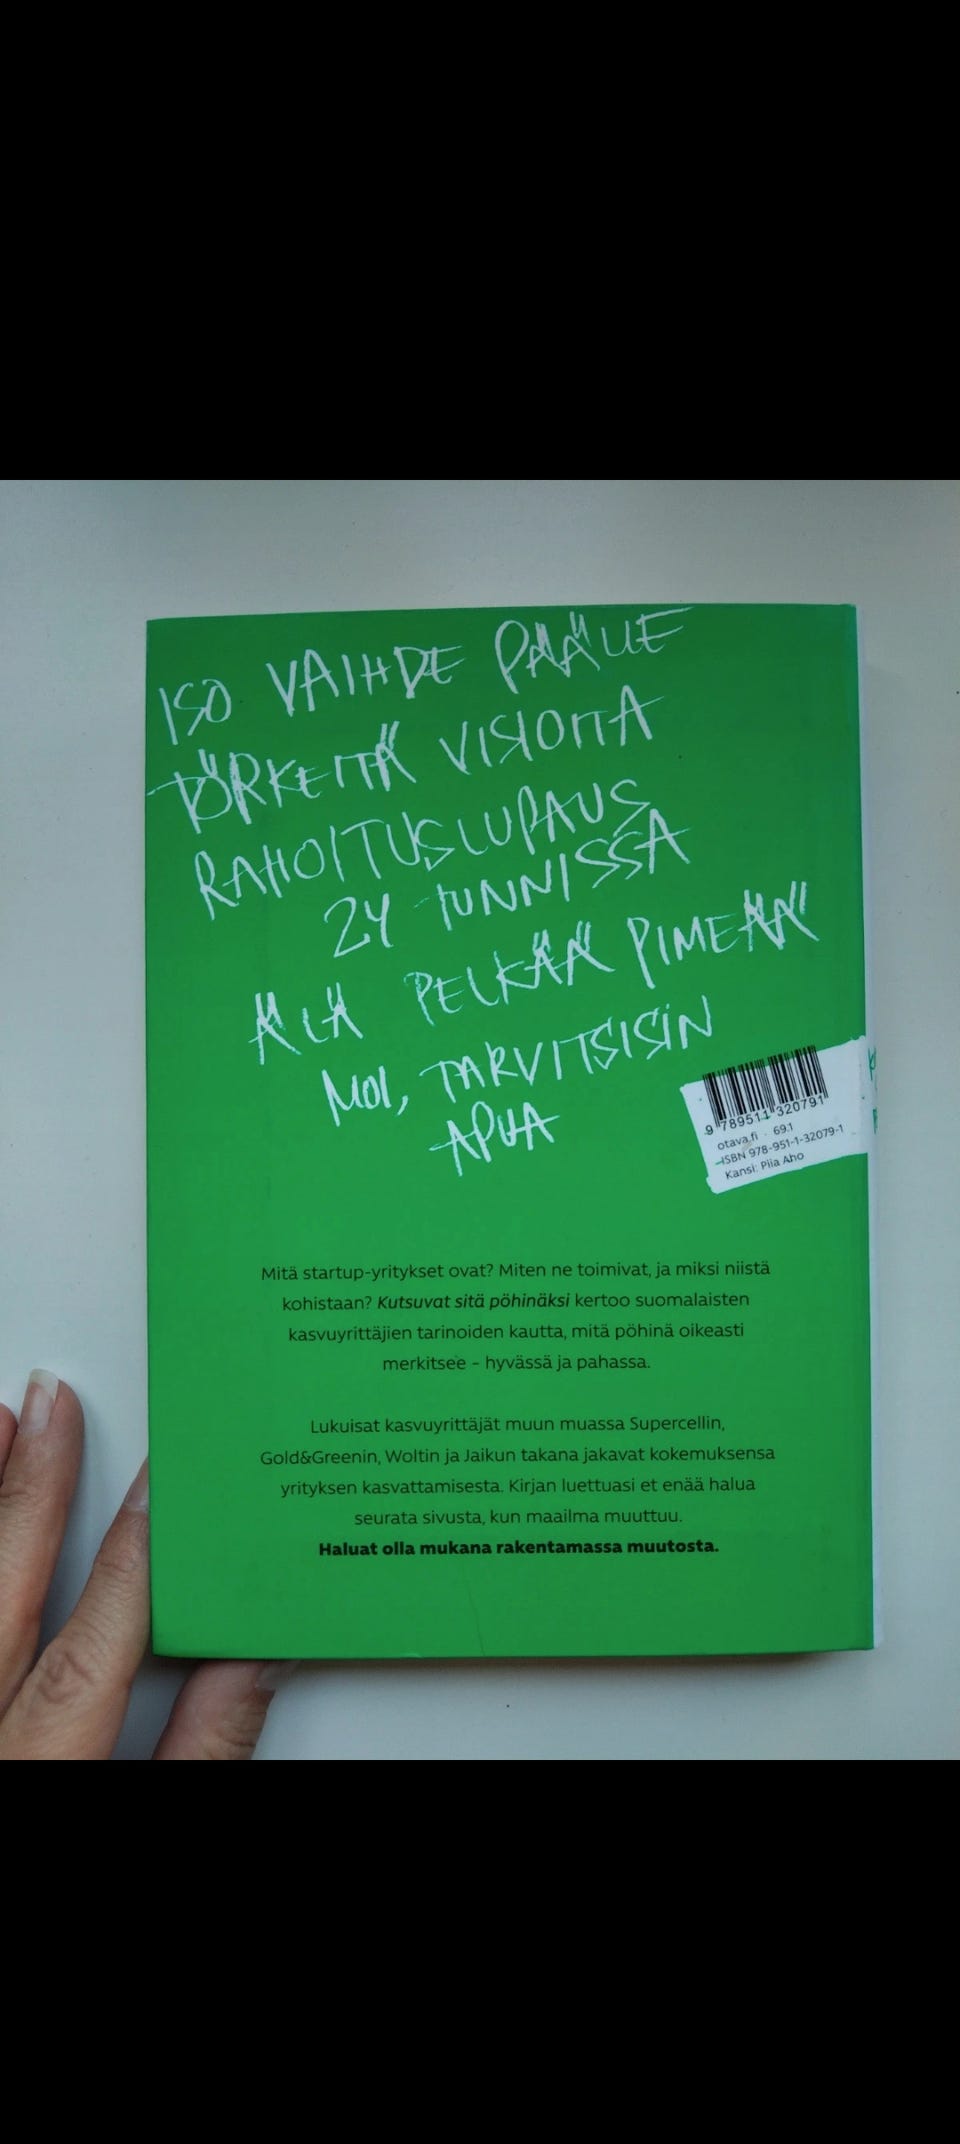 ISO VAIHDE PÄÄLLE
TÖRKEITÄ VISIOITA
RAHOITUSLUPAUS
24 TUNNISSA
ÄLÄ PELKÄÄ PIMEÄÄ
MOI, TARVITSISIN
APUA
9 789511 320791
otava.fi · 69.1
ISBN 978-951-1-32079-1
Kansi: Piia Aho
Mitä startup-yritykset ovat? Miten ne toimivat, ja miksi niistä
kohistaan? Kutsuvat sitä pöhinäksi kertoo suomalaisten
kasvuyrittäjien tarinoiden kautta, mitä pöhinä oikeasti
merkitsee – hyvässä ja pahassa.
Lukuisat kasvuyrittäjät muun muassa Supercellin,
Gold&Greenin, Woltin ja Jaikun takana jakavat kokemuksensa
yrityksen kasvattamisesta. Kirjan luettuasi et enää halua
seurata sivusta, kun maailma muuttuu.
Haluat olla mukana rakentamassa muutosta.